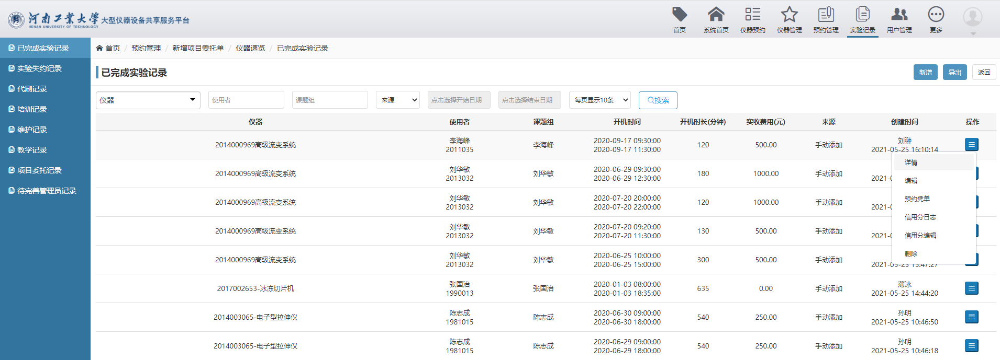 河南工业大学 大型仪器设备共享服务平台
HENAN UNIVERSITY OF TECHNOLOGY
首页 系统首页 仪器预约 仪器管理 预约管理 实验记录 用户管理 更多
已完成实验记录
实验失约记录
代刷记录
培训记录
维护记录
教学记录
项目委托记录
待完善管理员记录
首页 / 预约管理 / 新增项目委托单 / 仪器速览 / 已完成实验记录
已完成实验记录
新增 导出 返回
仪器 使用者 课题组 来源 点击选择开始日期 点击选择结束日期 每页显示10条 搜索
仪器 使用者 课题组 开机时间 开机时长(分钟) 实收费用(元) 来源 创建时间 操作
2014000969高级流变系统 李海峰 2011035 李海峰 2020-09-17 09:30:00 2020-09-17 11:30:00 120 500.00 手动添加 刘翀 2021-05-25 16:10:14
2014000969高级流变系统 刘华敏 2013032 刘华敏 2020-06-29 09:30:00 2020-06-29 12:30:00 180 1000.00 手动添加 2021-0
2014000969高级流变系统 刘华敏 2013032 刘华敏 2020-07-20 20:00:00 2020-07-20 22:00:00 120 1000.00 手动添加 2021-0
2014000969高级流变系统 刘华敏 2013032 刘华敏 2020-07-20 09:20:00 2020-07-20 11:30:00 130 500.00 手动添加 2021-0
2014000969高级流变系统 刘华敏 2013032 刘华敏 2020-06-25 10:00:00 2020-06-25 15:00:00 300 500.00 手动添加 2021-05-25 15:47:27
2017002653-冰冻切片机 张国治 1990013 张国治 2020-01-03 08:00:00 2020-01-03 18:35:00 635 0.00 手动添加 薄冰 2021-05-25 14:44:20
2014003065-电子型拉伸仪 陈志成 1981015 陈志成 2020-06-30 09:00:00 2020-06-30 18:00:00 540 250.00 手动添加 孙明 2021-05-25 10:46:50
2014003065-电子型拉伸仪 陈志成 1981015 陈志成 2020-06-29 09:00:00 2020-06-29 18:00:00 540 250.00 手动添加 孙明 2021-05-25 10:46:18
详情
编辑
预约凭单
信用分日志
信用分编辑
删除